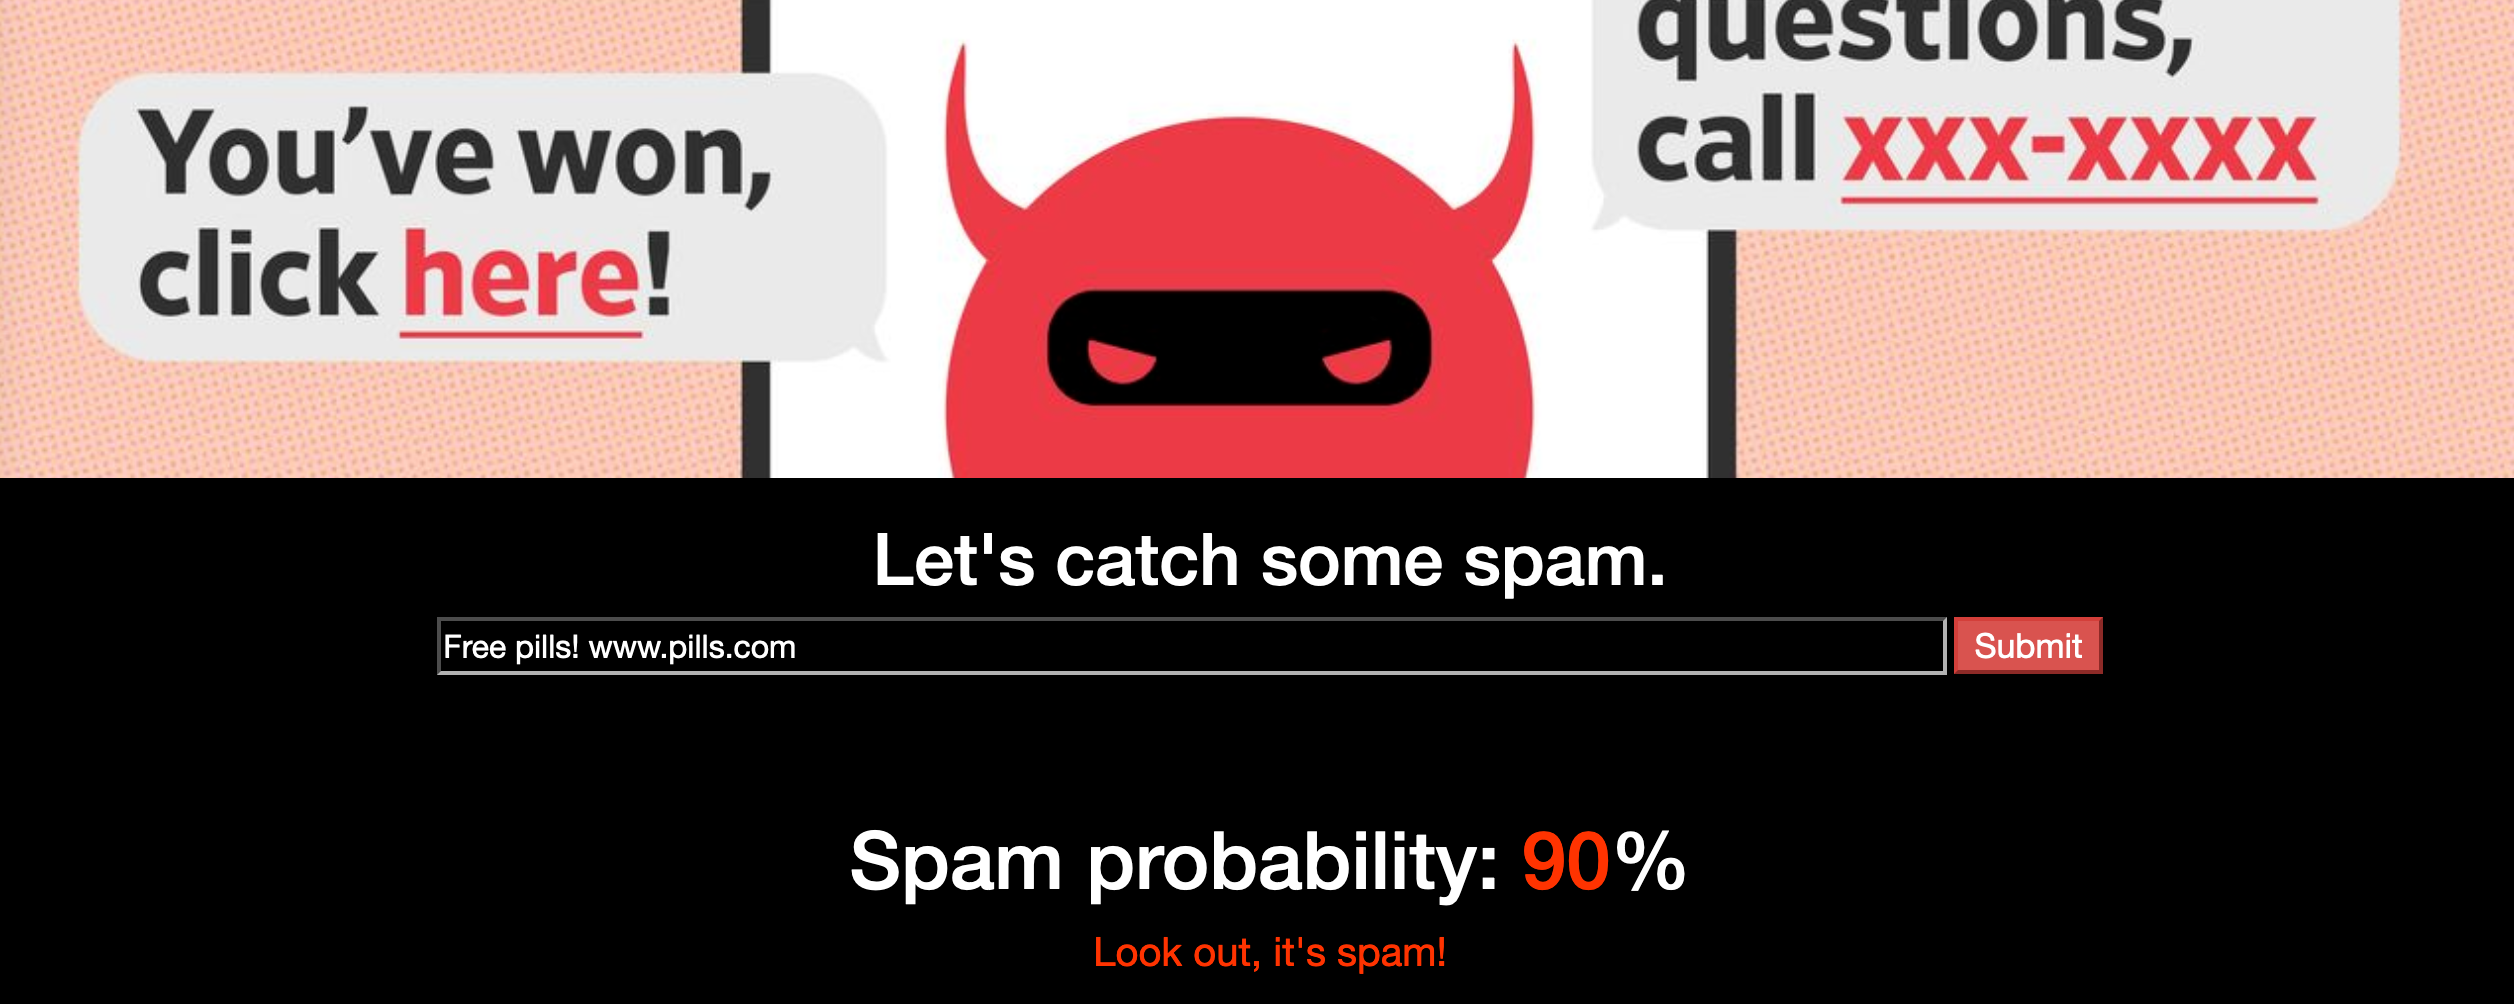 You’ve won,
click here!
questions,
call xxx-xxxx
Let's catch some spam.
Free pills! www.pills.com
Submit
Spam probability: 90%
Look out, it's spam!